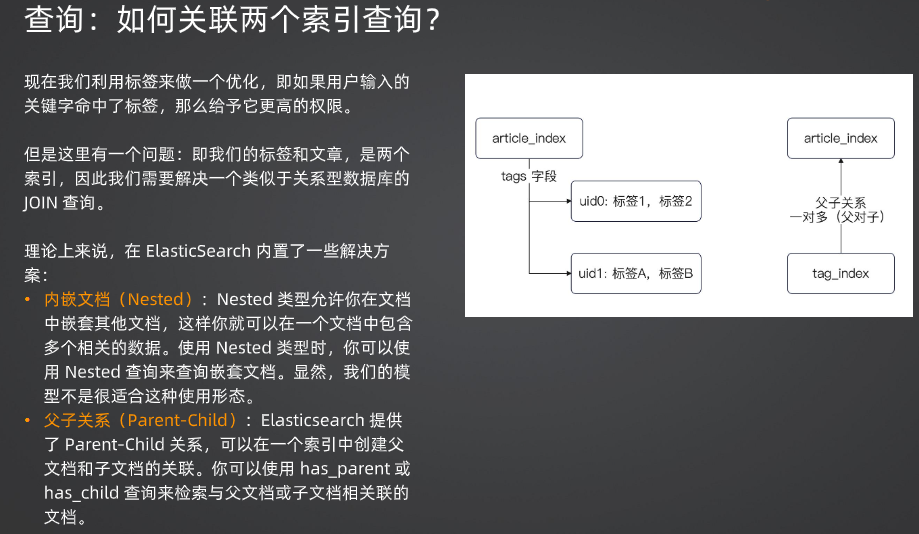 查询：如何关联两个索引查询？
现在我们利用标签来做一个优化，即如果用户输入的
关键字命中了标签，那么给予它更高的权限。
但是这里有一个问题：即我们的标签和文章，是两个
索引，因此我们需要解决一个类似于关系型数据库的
JOIN 查询。
理论上来说，在 ElasticSearch 内置了一些解决方
案：
• 内嵌文档（Nested）：Nested 类型允许你在文档
中嵌套其他文档，这样你就可以在一个文档中包含
多个相关的数据。使用 Nested 类型时，你可以使
用 Nested 查询来查询嵌套文档。显然，我们的模
型不是很适合这种使用形态。
• 父子关系（Parent-Child）：Elasticsearch 提供
了 Parent-Child 关系，可以在一个索引中创建父
文档和子文档的关联。你可以使用 has_parent 或
has_child 查询来检索与父文档或子文档相关联的
文档。
article_index
tags 字段
uid0: 标签1，标签2
uid1: 标签A，标签B
article_index
父子关系
一对多（父对子）
tag_index